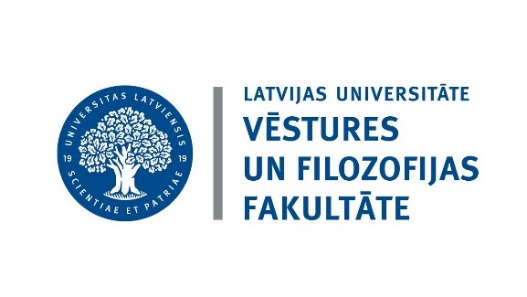 UNIVERSITAS LATVIENSIS
19 19
SCIENTIAE ET PATRIAE
LATVIJAS UNIVERSITĀTE
VĒSTURES
UN FILOZOFIJAS
FAKULTĀTE